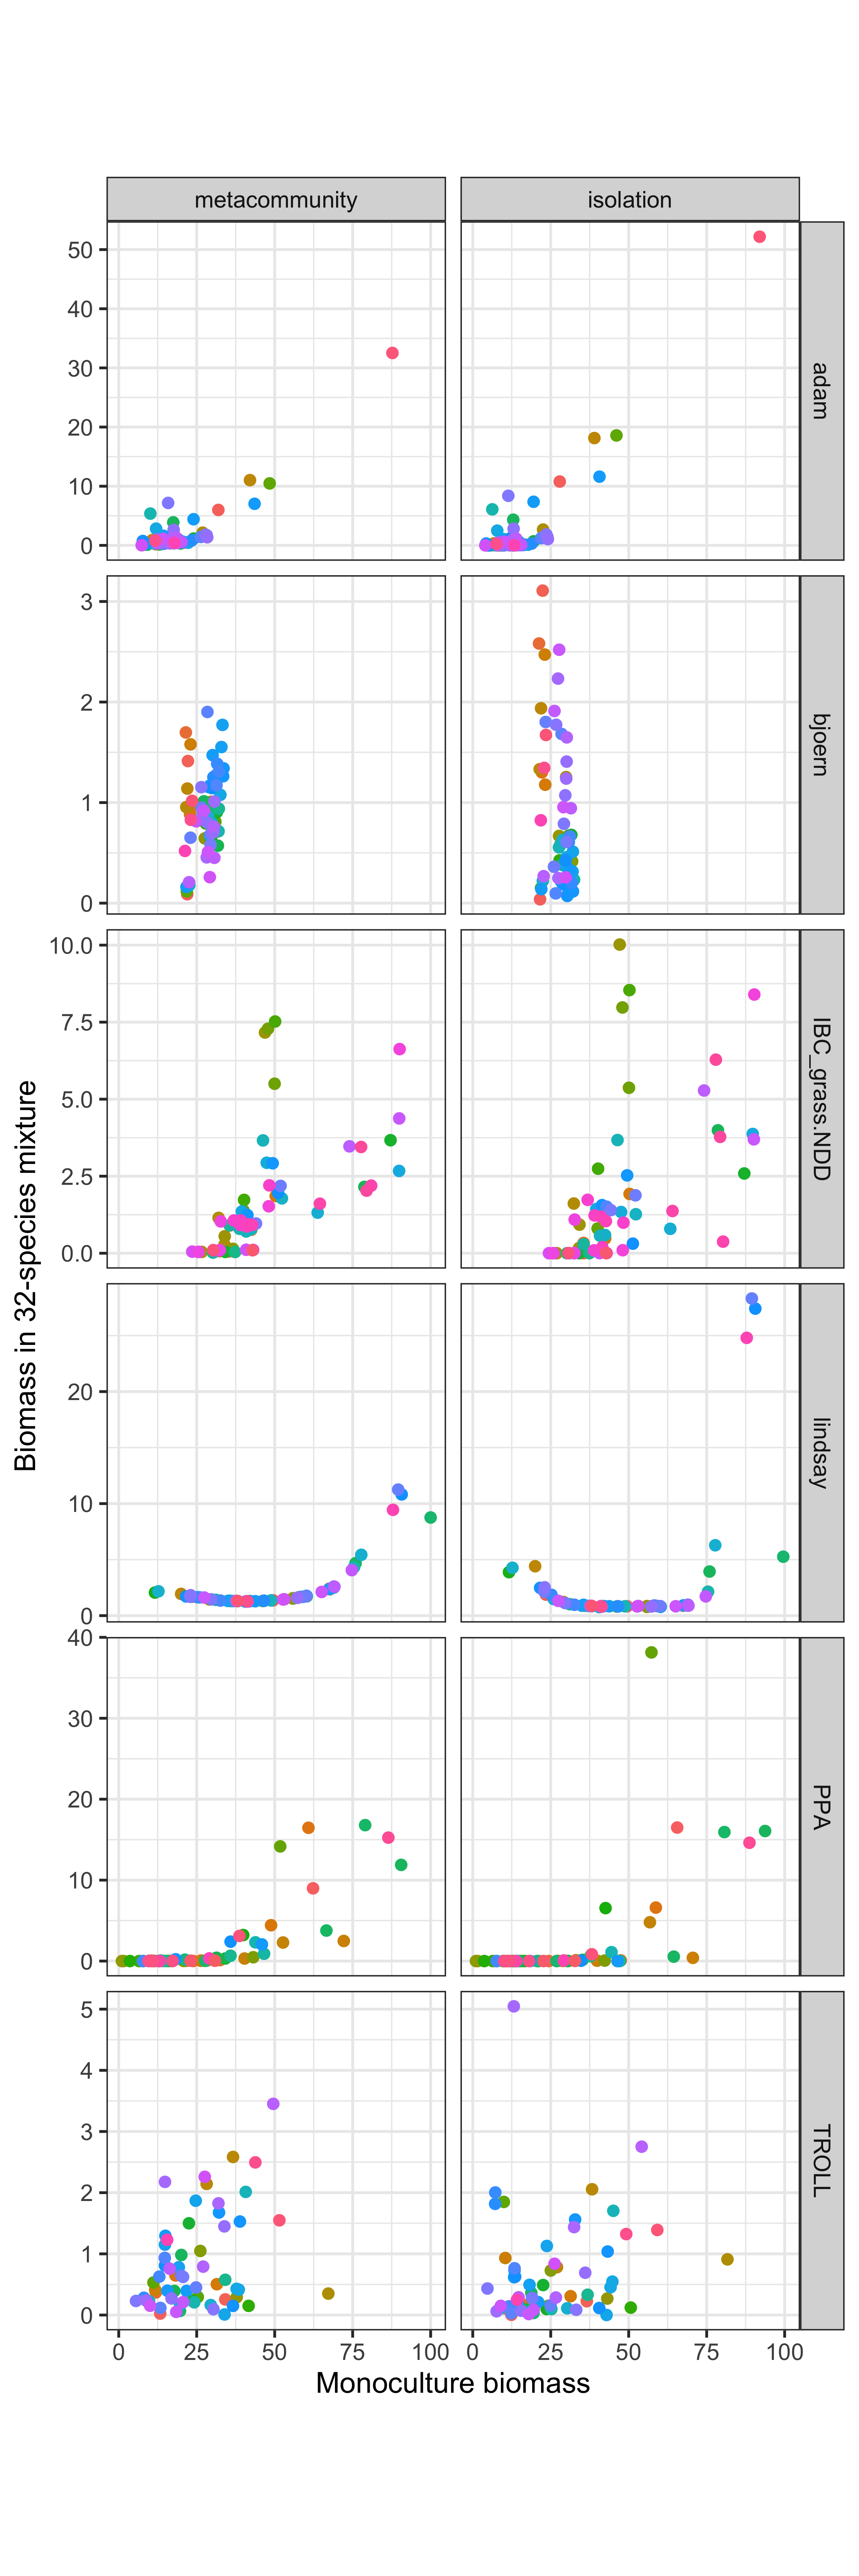 metacommunity isolation
50
40
30
20
10
0
adam
3
2
1
0
bjoern
10.0
7.5
5.0
2.5
0.0
IBC_grass.NDD
20
10
0
lindsay
40
30
20
10
0
PPA
5
4
3
2
1
0
TROLL
0 25 50 75 100 0 25 50 75 100
Monoculture biomass
Biomass in 32-species mixture